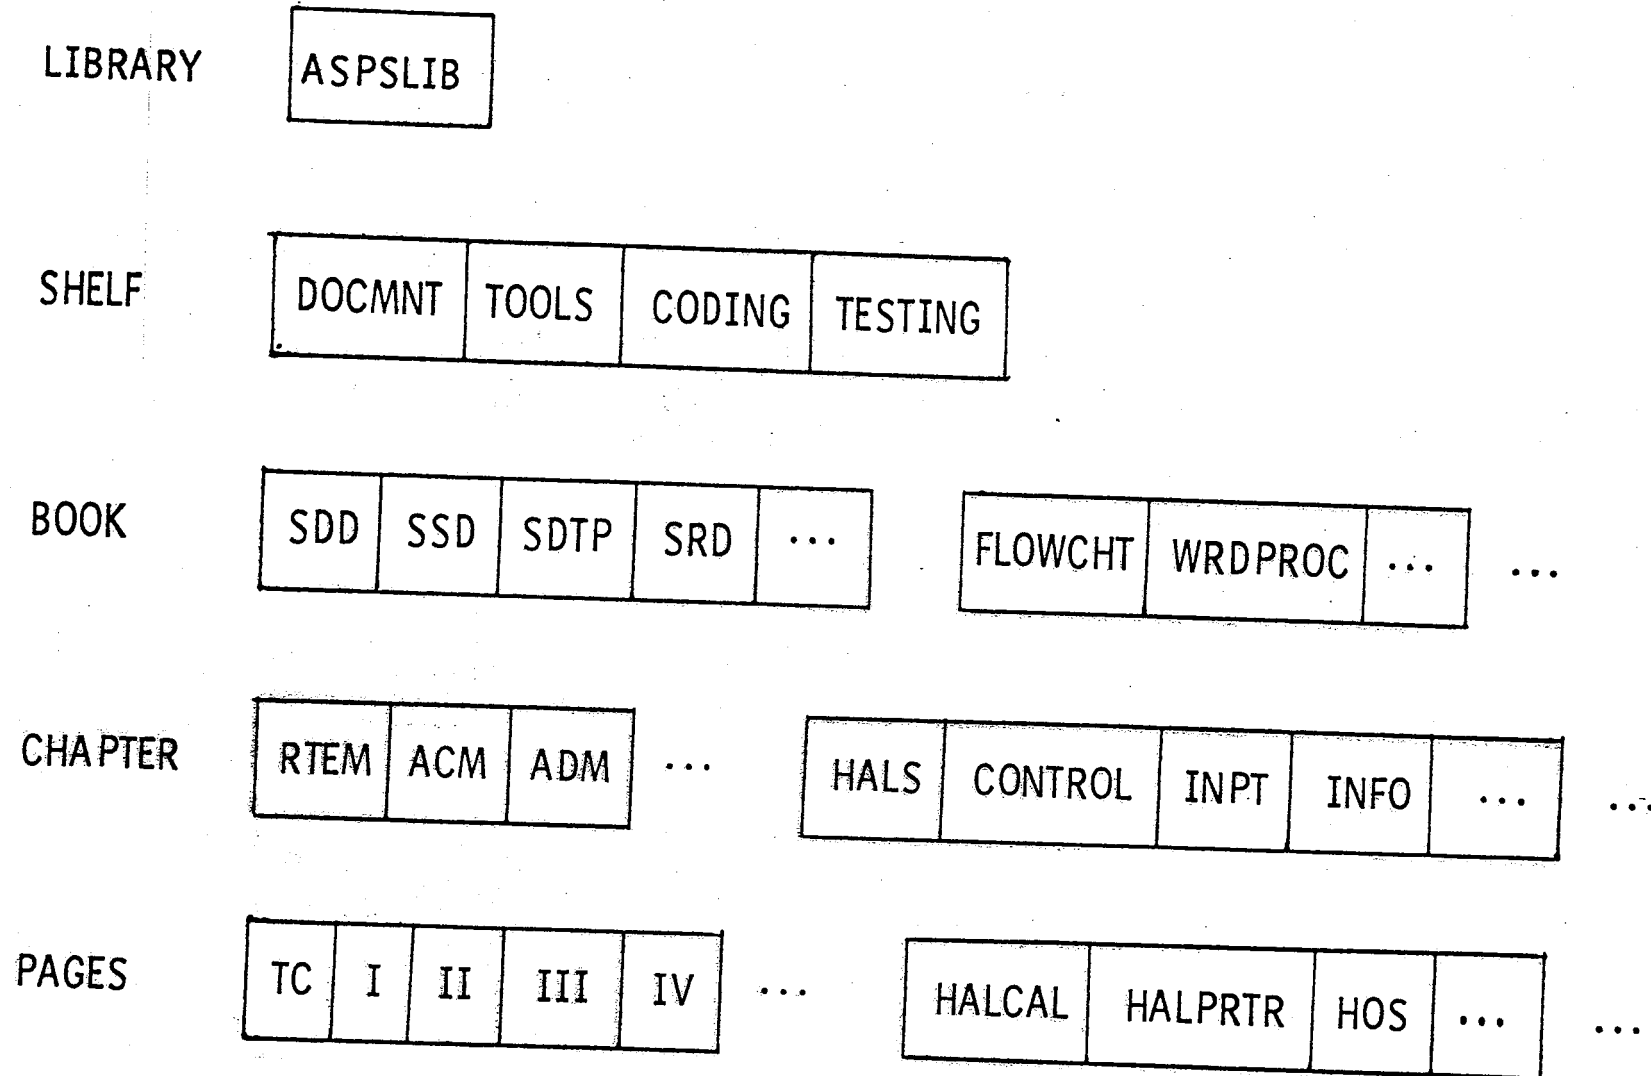 LIBRARY ASPSLIB
SHELF DOCMNT TOOLS CODING TESTING
BOOK SDD SSD SDTP SRD ... FLOWCHT WRDPROC ... ...
CHAPTER RTEM ACM ADM ... HALS CONTROL INPT INFO ... ...
PAGES TC I II III IV ... HALCAL HALPRTR HOS ... ...